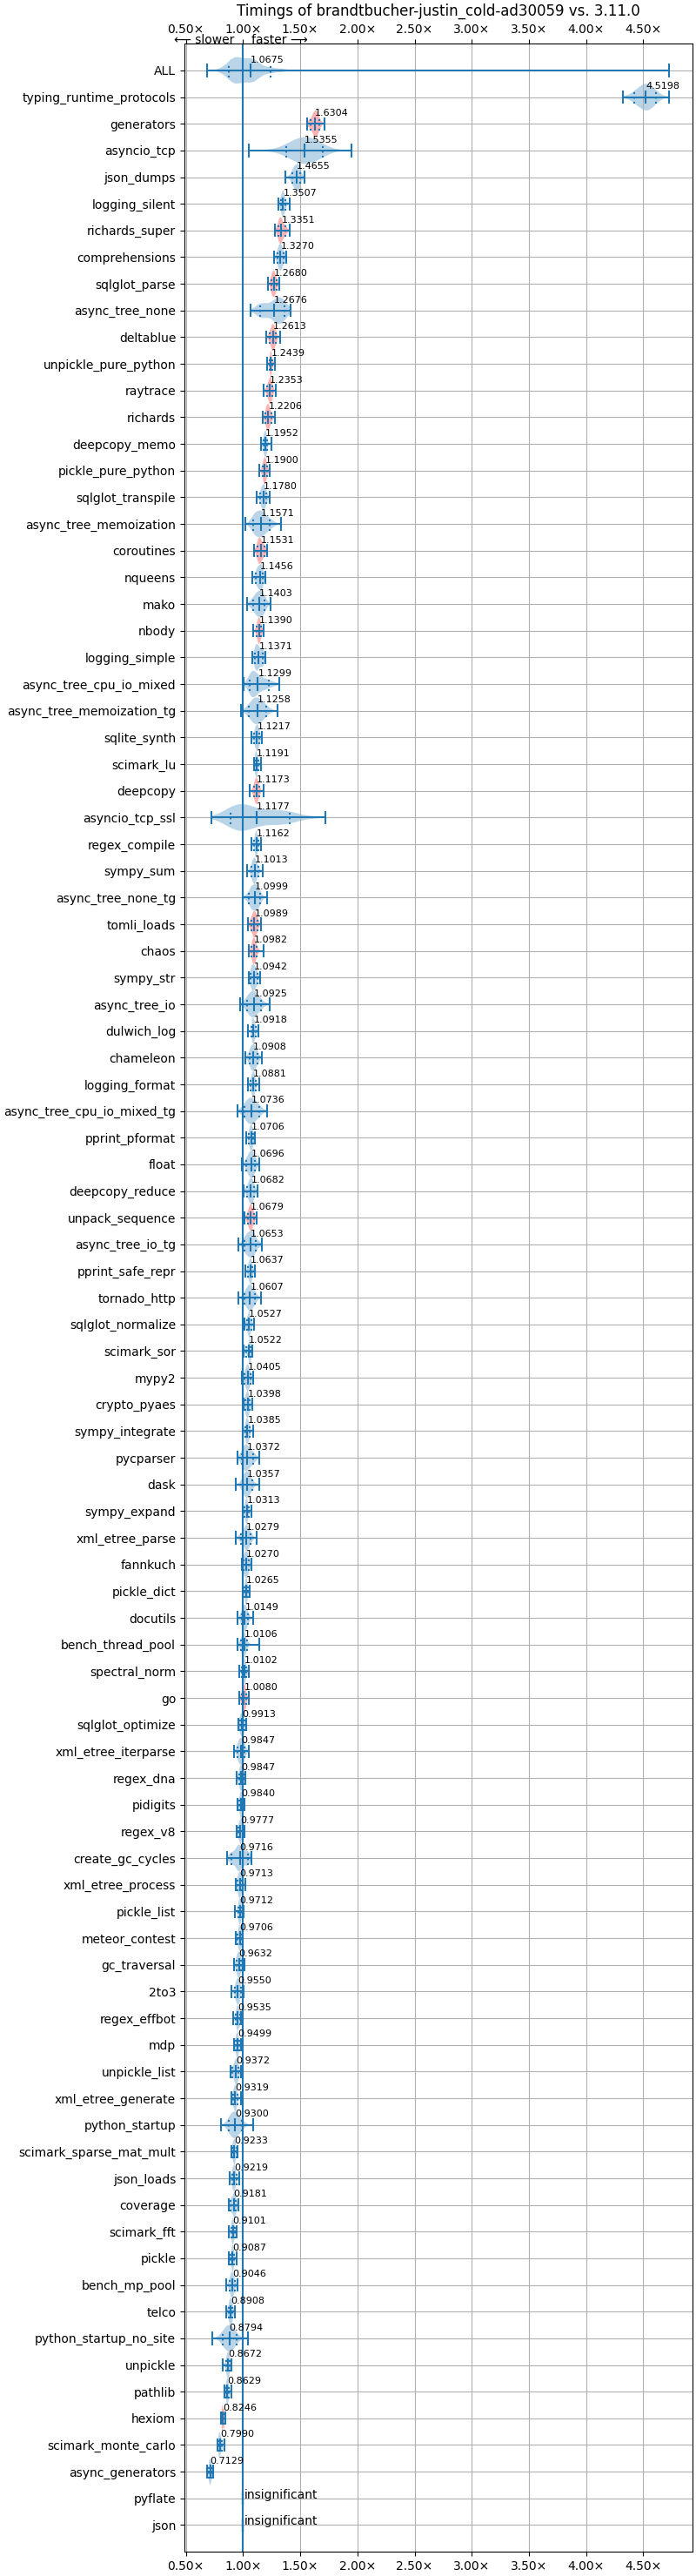 Timings of brandtbucher-justin_cold-ad30059 vs. 3.11.0
0.50× 1.00× 1.50× 2.00× 2.50× 3.00× 3.50× 4.00× 4.50×
← slower faster →
ALL 1.0675
typing_runtime_protocols 4.5198
generators 1.6304
asyncio_tcp 1.5355
json_dumps 1.4655
logging_silent 1.3507
richards_super 1.3351
comprehensions 1.3270
sqlglot_parse 1.2680
async_tree_none 1.2676
deltablue 1.2613
unpickle_pure_python 1.2439
raytrace 1.2353
richards 1.2206
deepcopy_memo 1.1952
pickle_pure_python 1.1900
sqlglot_transpile 1.1780
async_tree_memoization 1.1571
coroutines 1.1531
nqueens 1.1456
mako 1.1403
nbody 1.1390
logging_simple 1.1371
async_tree_cpu_io_mixed 1.1299
async_tree_memoization_tg 1.1258
sqlite_synth 1.1217
scimark_lu 1.1191
deepcopy 1.1173
asyncio_tcp_ssl 1.1177
regex_compile 1.1162
sympy_sum 1.1013
async_tree_none_tg 1.0999
tomli_loads 1.0989
chaos 1.0982
sympy_str 1.0942
async_tree_io 1.0925
dulwich_log 1.0918
chameleon 1.0908
logging_format 1.0881
async_tree_cpu_io_mixed_tg 1.0736
pprint_pformat 1.0706
float 1.0696
deepcopy_reduce 1.0682
unpack_sequence 1.0679
async_tree_io_tg 1.0653
pprint_safe_repr 1.0637
tornado_http 1.0607
sqlglot_normalize 1.0527
scimark_sor 1.0522
mypy2 1.0405
crypto_pyaes 1.0398
sympy_integrate 1.0385
pycparser 1.0372
dask 1.0357
sympy_expand 1.0313
xml_etree_parse 1.0279
fannkuch 1.0270
pickle_dict 1.0265
docutils 1.0149
bench_thread_pool 1.0106
spectral_norm 1.0102
go 1.0080
sqlglot_optimize 0.9913
xml_etree_iterparse 0.9847
regex_dna 0.9847
pidigits 0.9840
regex_v8 0.9777
create_gc_cycles 0.9716
xml_etree_process 0.9713
pickle_list 0.9712
meteor_contest 0.9706
gc_traversal 0.9632
2to3 0.9550
regex_effbot 0.9535
mdp 0.9499
unpickle_list 0.9372
xml_etree_generate 0.9319
python_startup 0.9300
scimark_sparse_mat_mult 0.9233
json_loads 0.9219
coverage 0.9181
scimark_fft 0.9101
pickle 0.9087
bench_mp_pool 0.9046
telco 0.8908
python_startup_no_site 0.8794
unpickle 0.8672
pathlib 0.8629
hexiom 0.8246
scimark_monte_carlo 0.7990
async_generators 0.7129
pyflate insignificant
json insignificant
0.50× 1.00× 1.50× 2.00× 2.50× 3.00× 3.50× 4.00× 4.50×